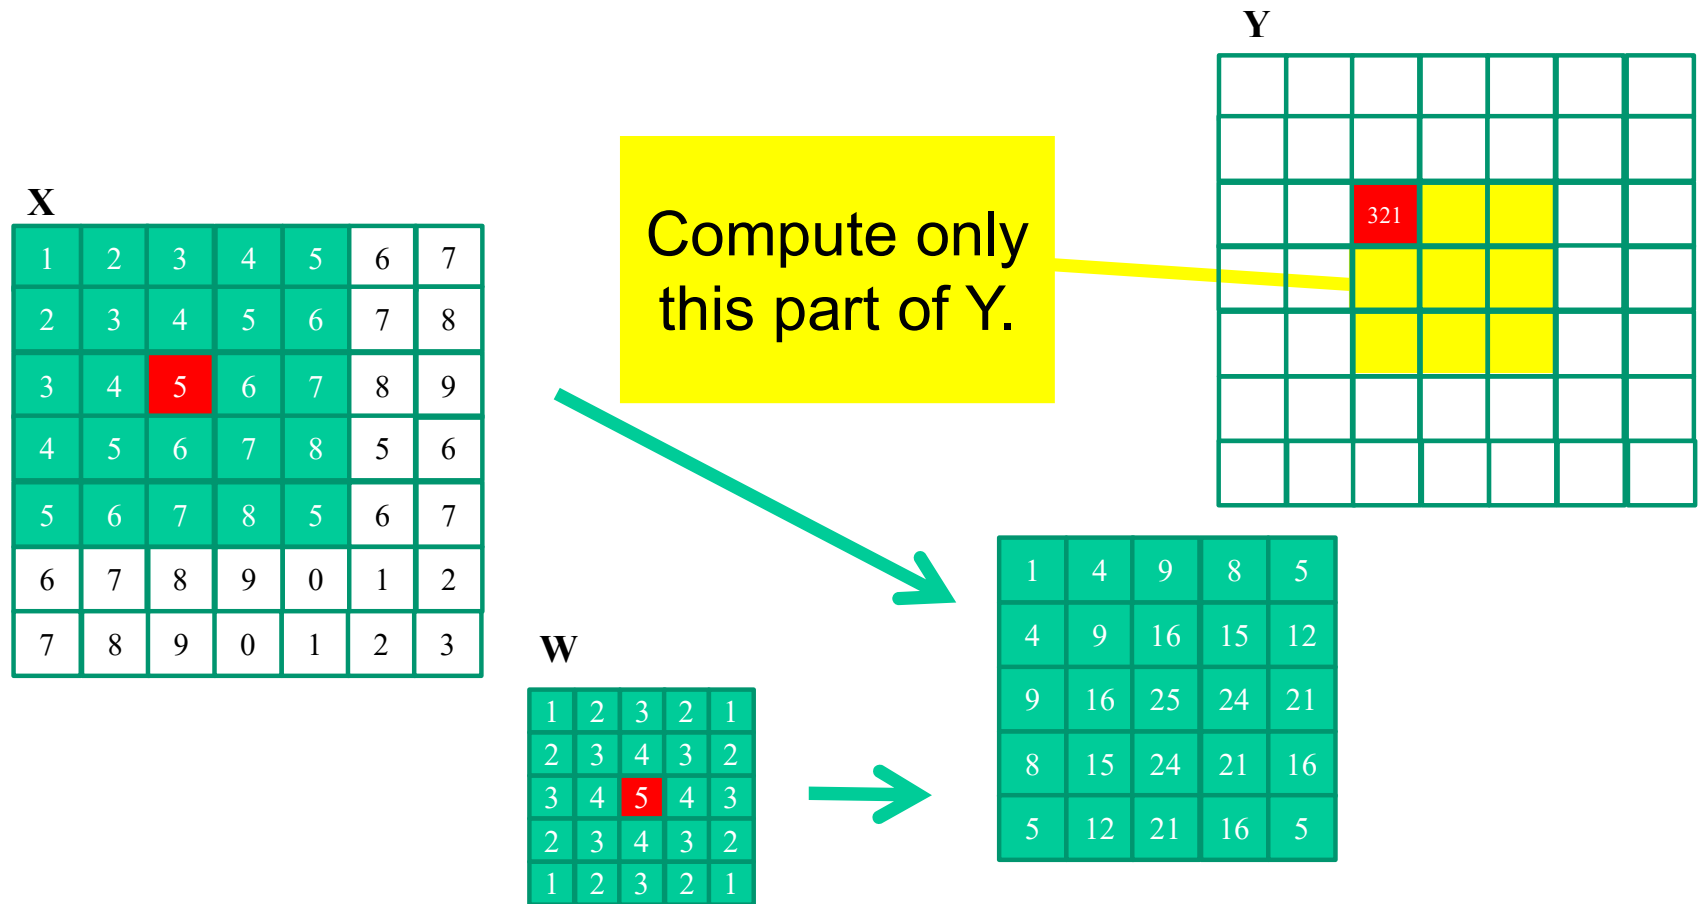 Y
Compute only
this part of Y.
321
X
1 2 3 4 5 6 7
2 3 4 5 6 7 8
3 4 5 6 7 8 9
4 5 6 7 8 5 6
5 6 7 8 5 6 7
6 7 8 9 0 1 2
7 8 9 0 1 2 3
W
1 2 3 2 1
2 3 4 3 2
3 4 5 4 3
2 3 4 3 2
1 2 3 2 1
1 4 9 8 5
4 9 16 15 12
9 16 25 24 21
8 15 24 21 16
5 12 21 16 5